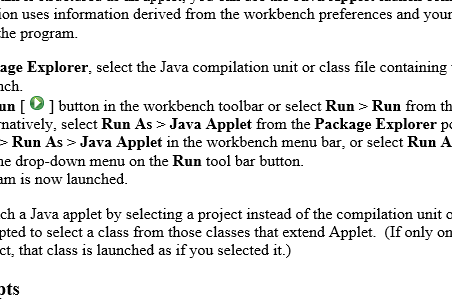 ion uses information derived from the workbench preferences and your
the program.
age Explorer, select the Java compilation unit or class file containing
nch.
un [ ] button in the workbench toolbar or select Run > Run from th
natively, select Run As > Java Applet from the Package Explorer p
> Run As > Java Applet in the workbench menu bar, or select Run A
he drop-down menu on the Run tool bar button.
am is now launched.
ch a Java applet by selecting a project instead of the compilation unit
pted to select a class from those classes that extend Applet. (If only on
ct, that class is launched as if you selected it.)
pts